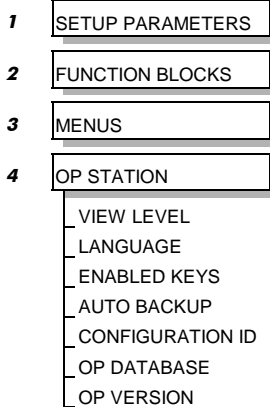 1 SETUP PARAMETERS
2 FUNCTION BLOCKS
3 MENUS
4 OP STATION
VIEW LEVEL
LANGUAGE
ENABLED KEYS
AUTO BACKUP
CONFIGURATION ID
OP DATABASE
OP VERSION